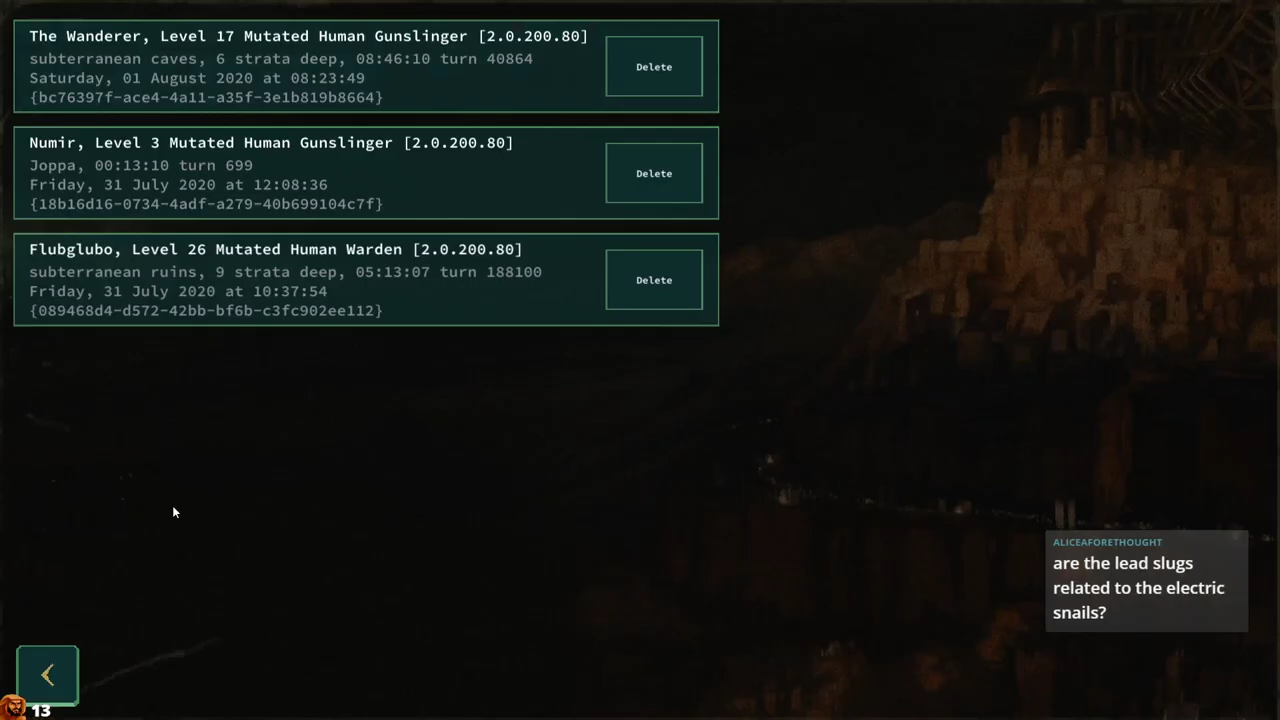 The Wanderer, Level 17 Mutated Human Gunslinger [2.0.200.80]
subterranean caves, 6 strata deep, 08:46:10 turn 40864
Saturday, 01 August 2020 at 08:23:49
{bc76397f-ace4-4a11-a35f-3e1b819b8664}
Delete
Numir, Level 3 Mutated Human Gunslinger [2.0.200.80]
Joppa, 00:13:10 turn 699
Friday, 31 July 2020 at 12:08:36
{18b16d16-0734-4adf-a279-40b699104c7f}
Delete
Flubglubo, Level 26 Mutated Human Warden [2.0.200.80]
subterranean ruins, 9 strata deep, 05:13:07 turn 188100
Friday, 31 July 2020 at 10:37:54
{089468d4-d572-42bb-bf6b-c3fc902ee112}
Delete
ALICEAFORETHOUGHT
are the lead slugs
related to the electric
snails?
13